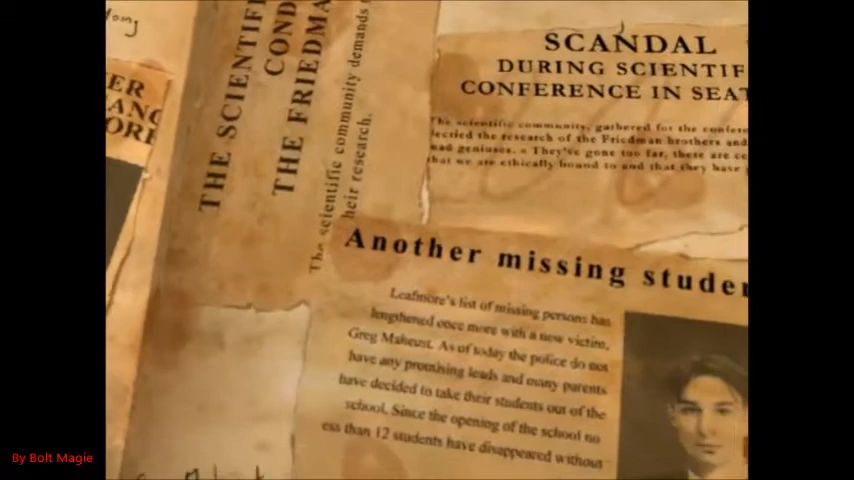 ER
ANC
ORE
THE SCIENTIF
COND
THE FRIEDMA
The scientific community demands
heir research.
SCANDAL
DURING SCIENTIF
CONFERENCE IN SEAT
The scientific community, gathered for the confere
lecried the research of the Friedman brothers and
mad geniuses. « They've gone too far, there are ce
that we are ethically bound to and that they have
Another missing studen
Leafmore's list of missing persons has
lengthened once more with a new victim,
Greg Maheust. As of today the police do not
have any promising leads and many parents
have decided to take their students out of the
school. Since the opening of the school no
ess than 12 students have disappeared without
By Bolt Magie